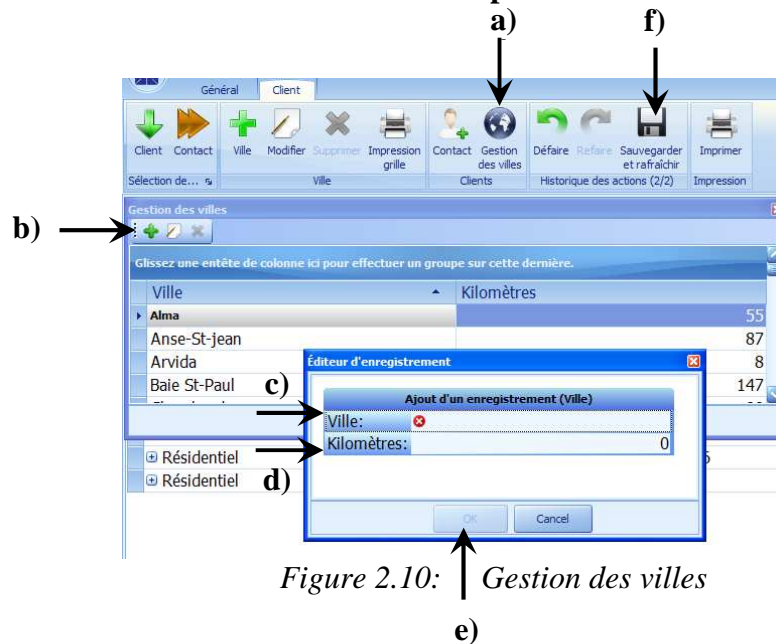 a) f)
Général Client
Client Contact Ville Modifier Supprimer Impression grille Contact Gestion des villes Défaire Refaire Sauvegarder et rafraîchir Imprimer
Sélection de... Ville Clients Historique des actions (2/2) Impression
Gestion des villes
b)
Glissez une entête de colonne ici pour effectuer un groupe sur cette dernière.
Ville Kilomètres
Alma 55
Anse-St-jean 87
Arvida 8
Baie St-Paul 147
Éditeur d'enregistrement
c)
Ajout d'un enregistrement (Ville)
Ville:
Kilomètres: 0
Résidentiel
d)
Résidentiel
OK Cancel
Figure 2.10: Gestion des villes
e)